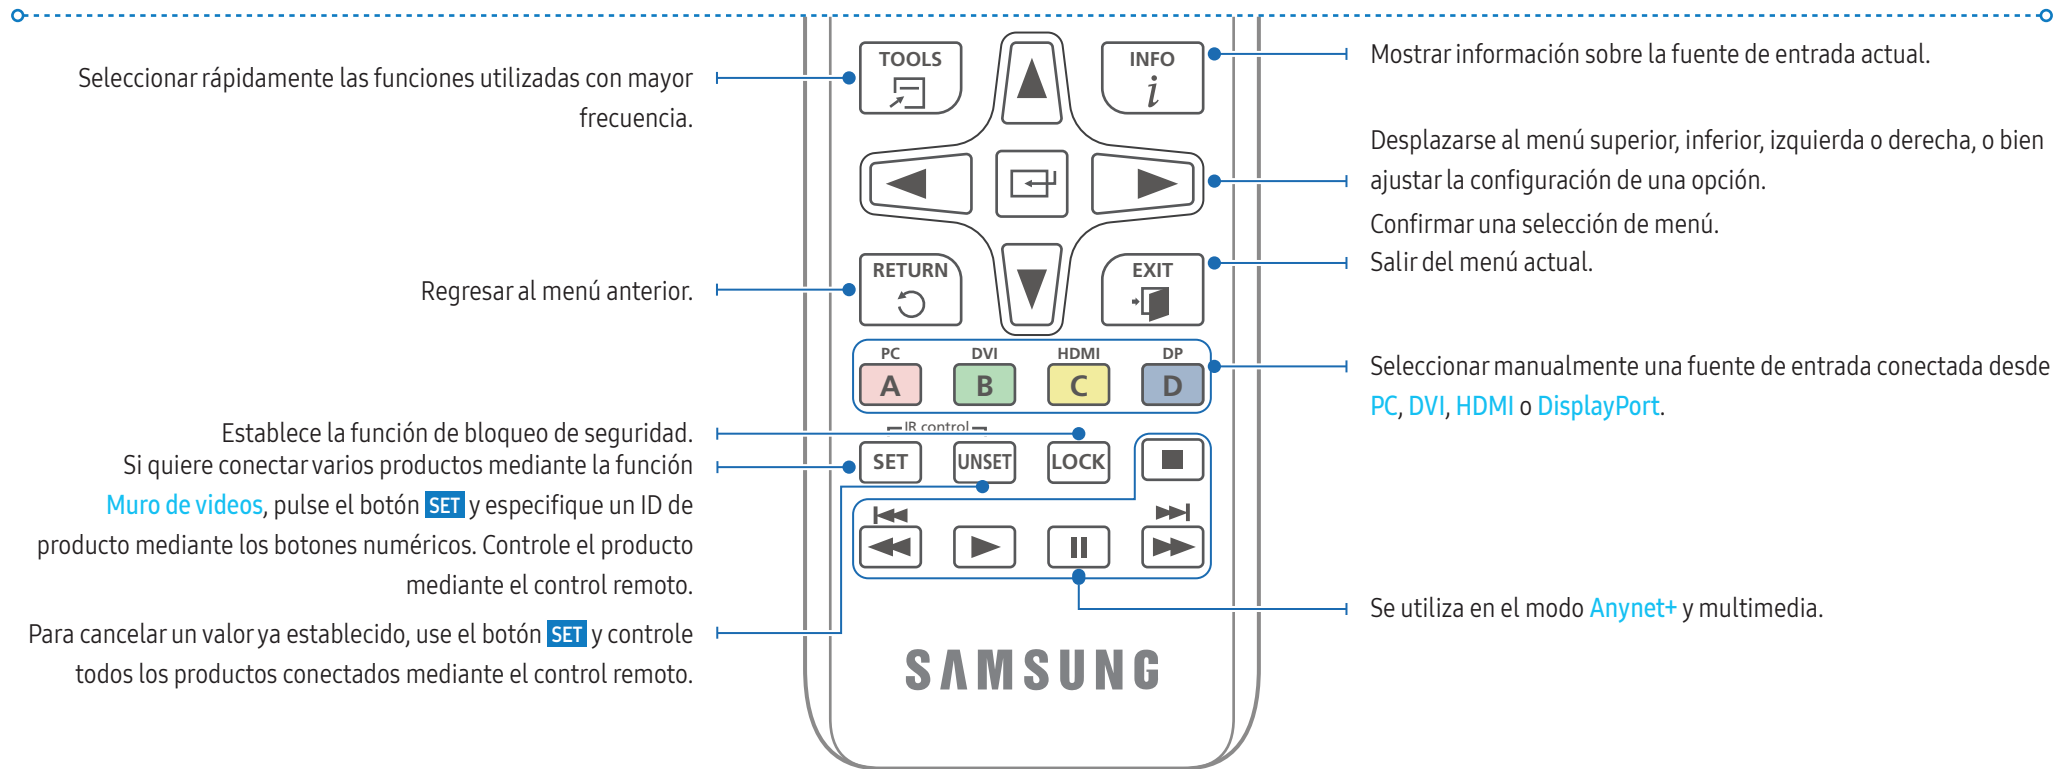 Seleccionar rápidamente las funciones utilizadas con mayor
frecuencia.
Regresar al menú anterior.
Establece la función de bloqueo de seguridad.
Si quiere conectar varios productos mediante la función
Muro de videos, pulse el botón SET y especifique un ID de
producto mediante los botones numéricos. Controle el producto
mediante el control remoto.
Para cancelar un valor ya establecido, use el botón SET y controle
todos los productos conectados mediante el control remoto.
TOOLS
INFO
i
RETURN
EXIT
PC DVI HDMI DP
A B C D
IR control
SET UNSET LOCK
SAMSUNG
Mostrar información sobre la fuente de entrada actual.
Desplazarse al menú superior, inferior, izquierda o derecha, o bien
ajustar la configuración de una opción.
Confirmar una selección de menú.
Salir del menú actual.
Seleccionar manualmente una fuente de entrada conectada desde
PC, DVI, HDMI o DisplayPort.
Se utiliza en el modo Anynet+ y multimedia.